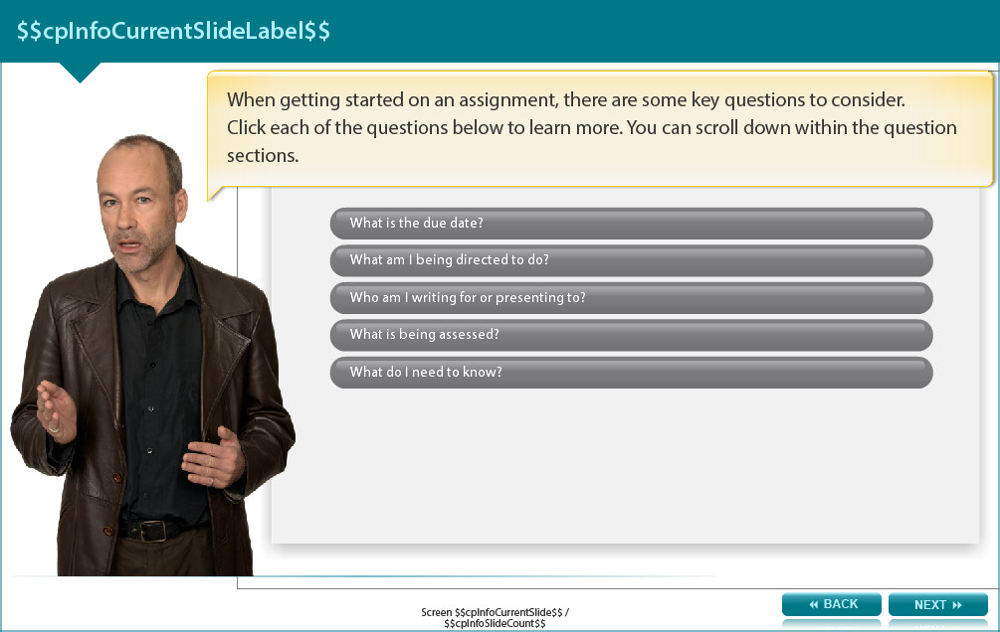 $$cpInfoCurrentSlideLabel$$
When getting started on an assignment, there are some key questions to consider.
Click each of the questions below to learn more. You can scroll down within the question
sections.
What is the due date?
What am I being directed to do?
Who am I writing for or presenting to?
What is being assessed?
What do I need to know?
Screen $$cpInfoCurrentSlide$$ /
$$cpInfoSlideCount$$
BACK
NEXT